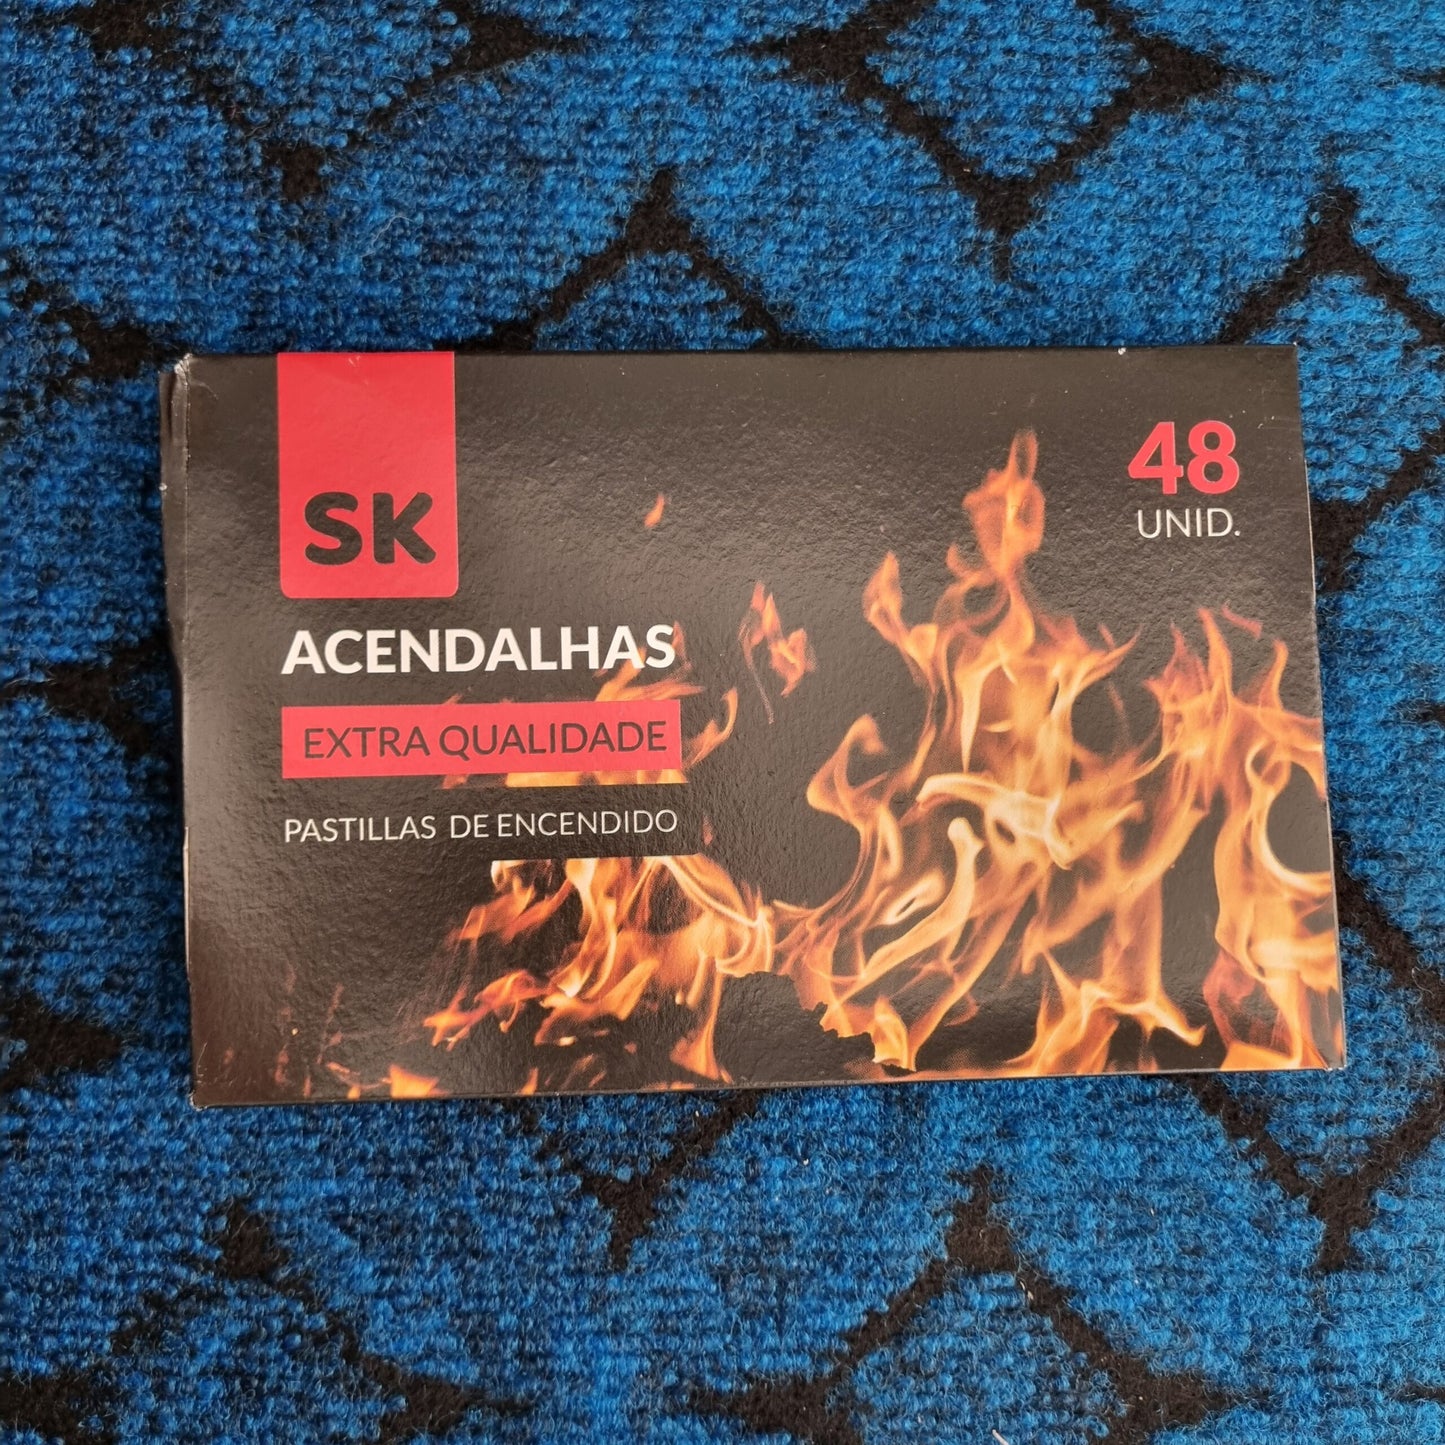 SK
48
UNID.
ACENDALHAS
EXTRA QUALIDADE
PASTILLAS DE ENCENDIDO